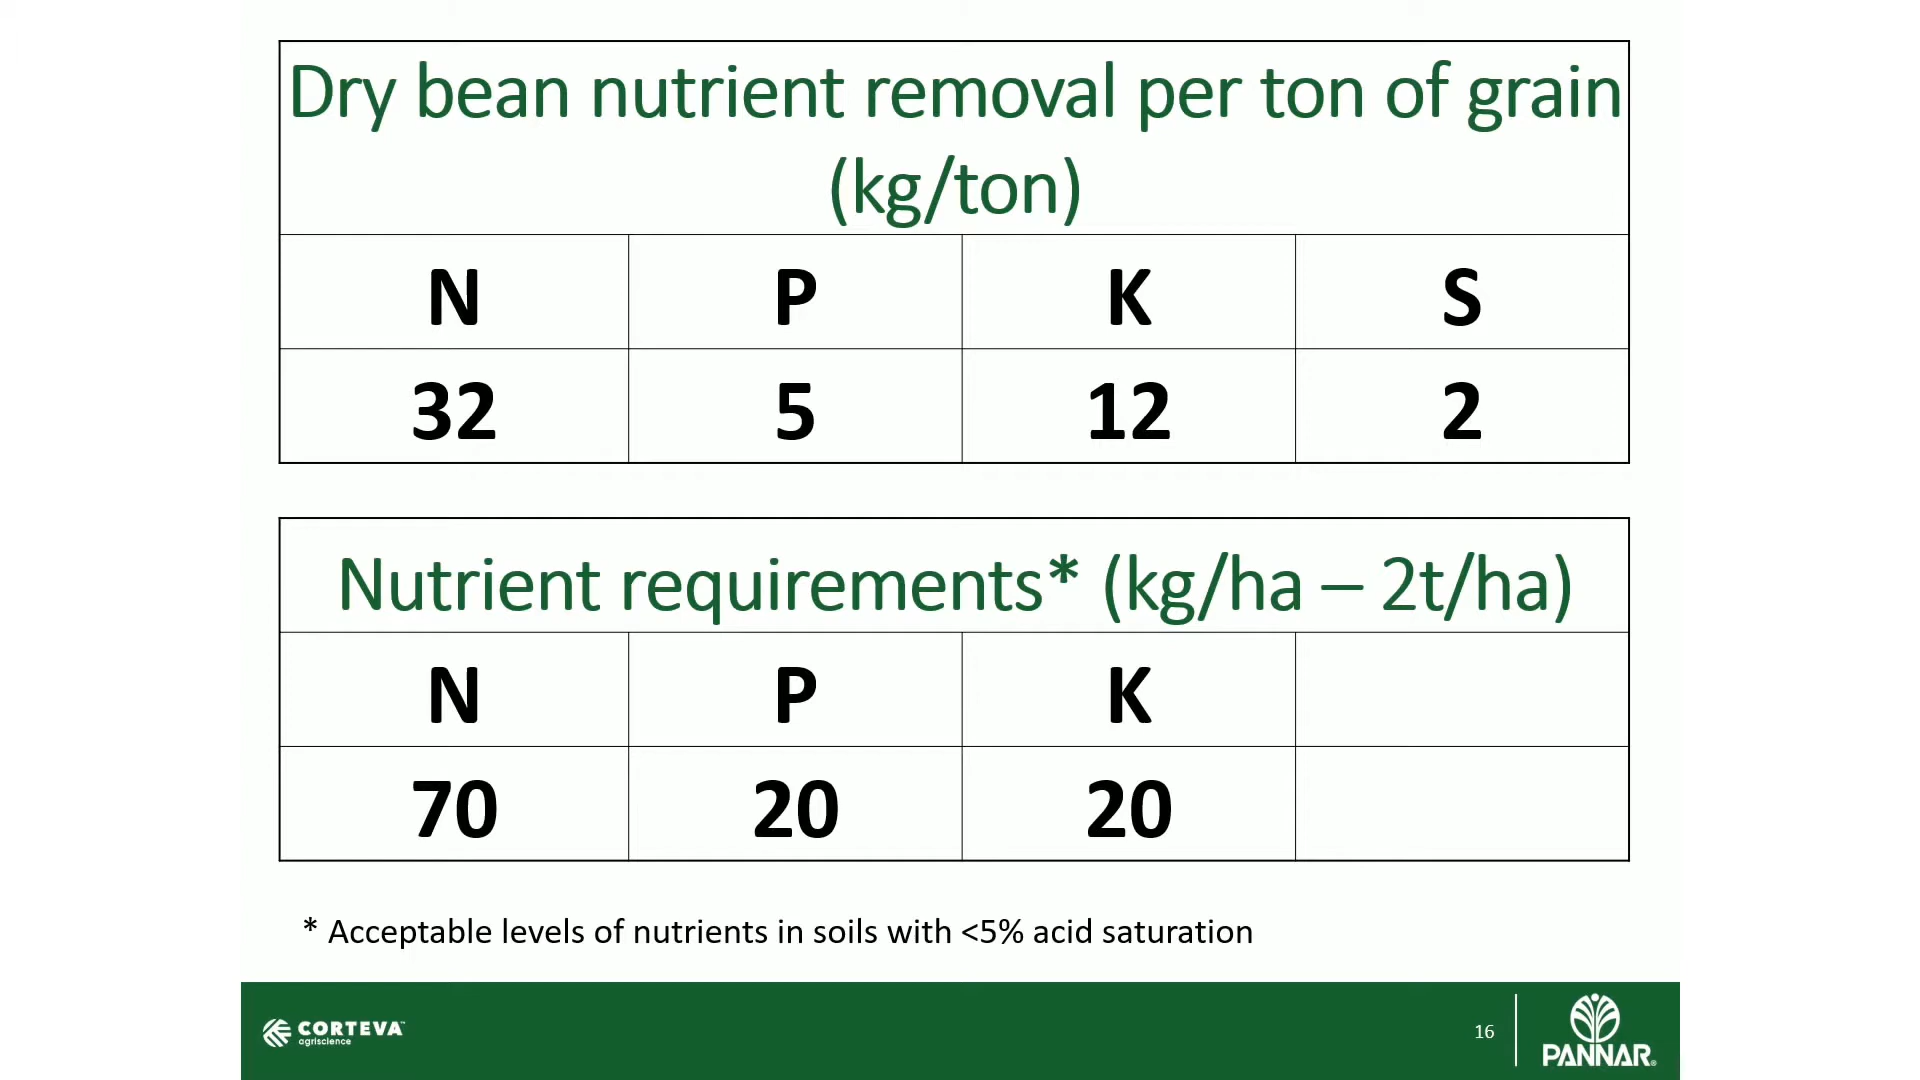 Dry bean nutrient removal per ton of grain
(kg/ton)
N P K S
32 5 12 2
Nutrient requirements* (kg/ha – 2t/ha)
N P K
70 20 20
* Acceptable levels of nutrients in soils with <5% acid saturation
CORTEVA™
agriscience
16
PANNAR®